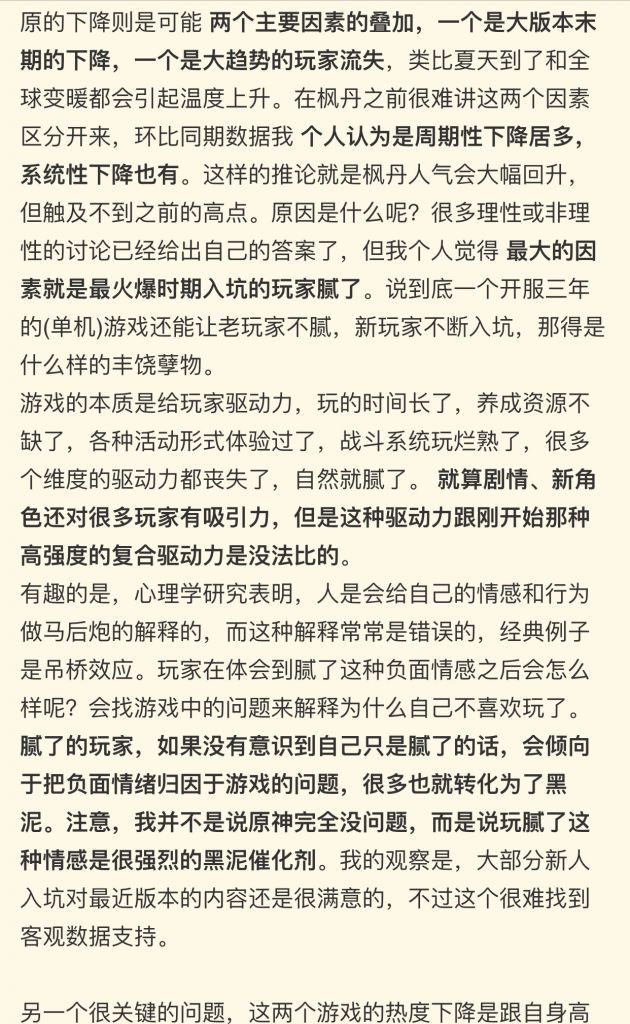 原的下降则是可能 两个主要因素的叠加，一个是大版本末
期的下降，一个是大趋势的玩家流失，类比夏天到了和全
球变暖都会引起温度上升。在枫丹之前很难讲这两个因素
区分开来，环比同期数据我 个人认为是周期性下降居多，
系统性下降也有。这样的推论就是枫丹人气会大幅回升，
但触及不到之前的高点。原因是什么呢？很多理性或非理
性的讨论已经给出自己的答案了，但我个人觉得 最大的因
素就是最火爆时期入坑的玩家腻了。说到底一个开服三年
的(单机)游戏还能让老玩家不腻，新玩家不断入坑，那得是
什么样的丰饶孽物。
游戏的本质是给玩家驱动力，玩的时间长了，养成资源不
缺了，各种活动形式体验过了，战斗系统玩烂熟了，很多
个维度的驱动力都丧失了，自然就腻了。 就算剧情、新角
色还对很多玩家有吸引力，但是这种驱动力跟刚开始那种
高强度的复合驱动力是没法比的。
有趣的是，心理学研究表明，人是会给自己的情感和行为
做马后炮的解释的，而这种解释常常是错误的，经典例子
是吊桥效应。玩家在体会到腻了这种负面情感之后会怎么
样呢？会找游戏中的问题来解释为什么自己不喜欢玩了。
腻了的玩家，如果没有意识到自己只是腻了的话，会倾向
于把负面情绪归因于游戏的问题，很多也就转化为了黑
泥。注意，我并不是说原神完全没问题，而是说玩腻了这
种情感是很强烈的黑泥催化剂。我的观察是，大部分新人
入坑对最近版本的内容还是很满意的，不过这个很难找到
客观数据支持。
另一个很关键的问题，这两个游戏的热度下降是跟自身高